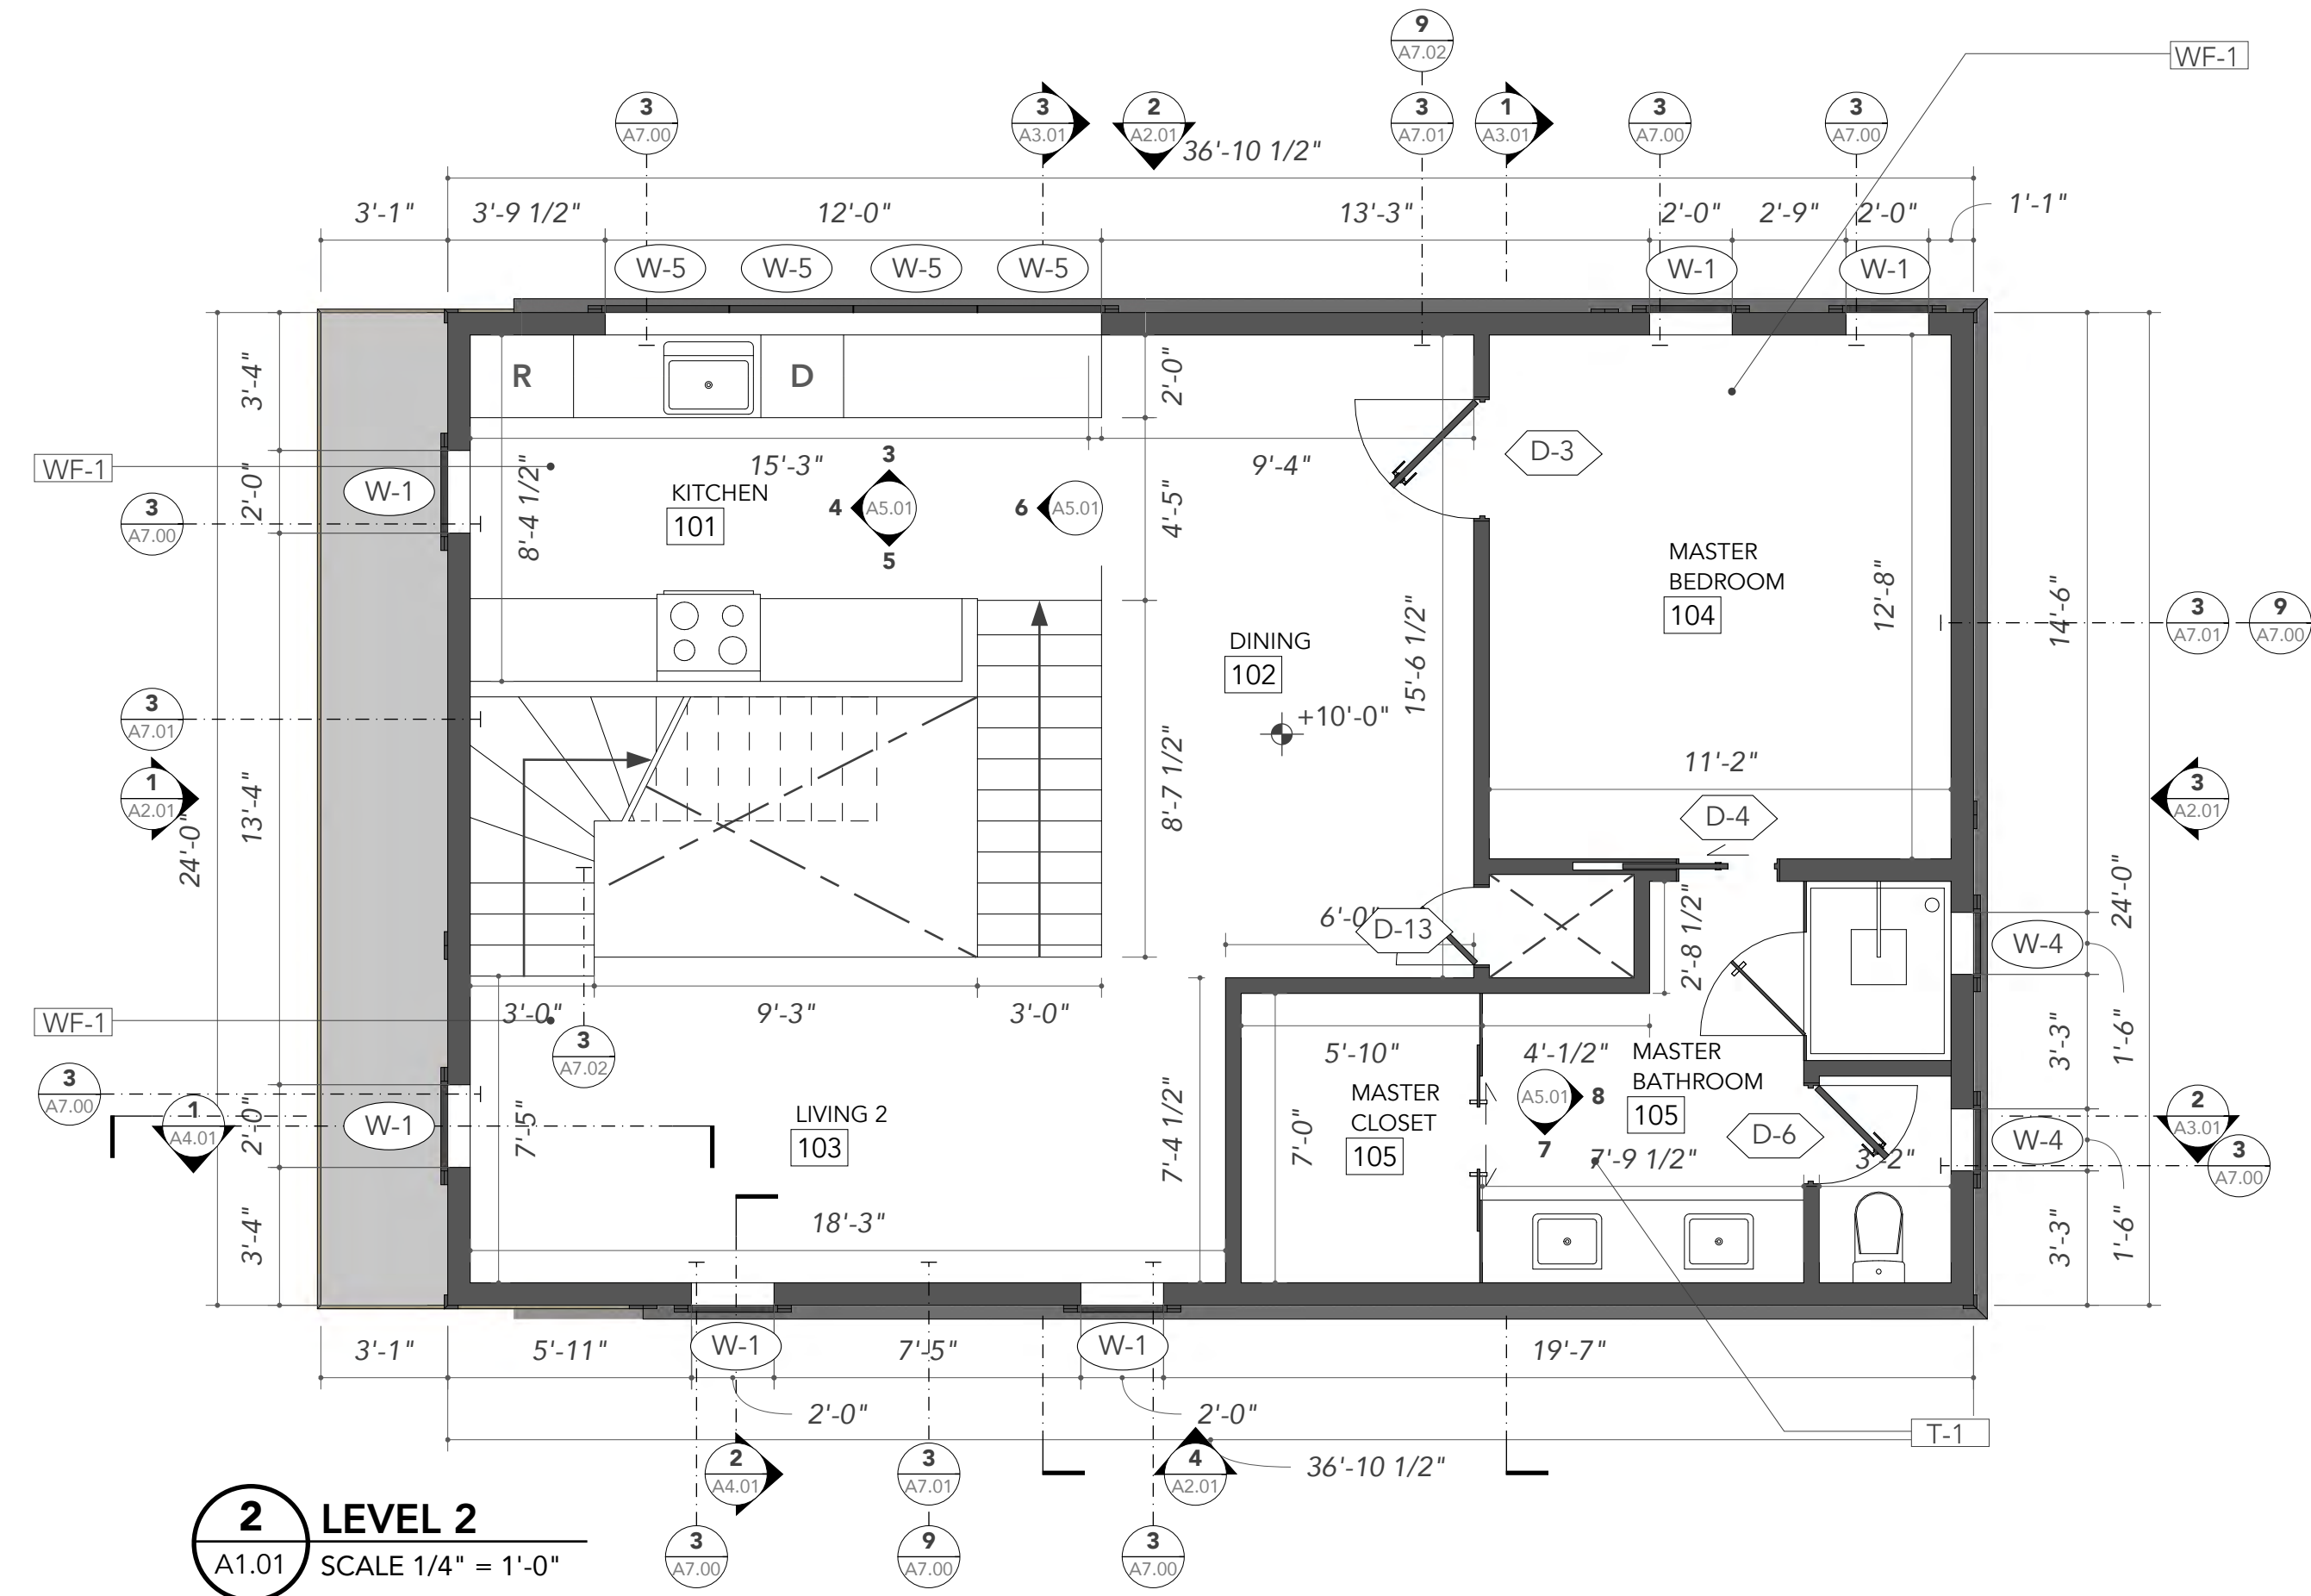 9
A7.02
WF-1
3
A7.00
3
A3.01
2
A2.01
3
A7.01
1
A3.01
3
A7.00
3
A7.00
36'-10 1/2"
3'-1"
3'-9 1/2"
12'-0"
13'-3"
2'-0"
2'-9"
2'-0"
1'-1"
W-5
W-5
W-5
W-5
W-1
W-1
R
D
2'-0"
3'-4"
WF-1
W-1
2'-0"
8'-4 1/2"
15'-3"
9'-4"
D-3
KITCHEN
101
3
4
A5.01
5
6
A5.01
4'-5"
3
A7.00
MASTER
BEDROOM
104
12'-8"
14'-6"
3
A7.01
9
A7.00
DINING
102
15'-6 1/2"
+10'-0"
3
A7.01
1
A2.01
24'-0"
13'-4"
8'-7 1/2"
11'-2"
D-4
3
A2.01
24'-0"
6'-0"
D-13
2'-8 1/2"
W-4
WF-1
3'-0"
9'-3"
3'-0"
3
A7.02
5'-10"
4'-1/2"
3'-3"
1'-6"
MASTER
BATHROOM
105
MASTER
CLOSET
105
7'-0"
A5.01
8
7
D-6
7'-9 1/2"
3'-2"
W-4
2
A3.01
3
A7.00
3
A7.00
1
A4.01
2'-0"
W-1
7'-5"
LIVING 2
103
7'-4 1/2"
18'-3"
3'-4"
3'-3"
1'-6"
3'-1"
5'-11"
W-1
7'-5"
W-1
19'-7"
2'-0"
2'-0"
T-1
36'-10 1/2"
2
A4.01
3
A7.01
4
A2.01
3
A7.00
9
A7.00
3
A7.00
2
A1.01
LEVEL 2
SCALE 1/4" = 1'-0"